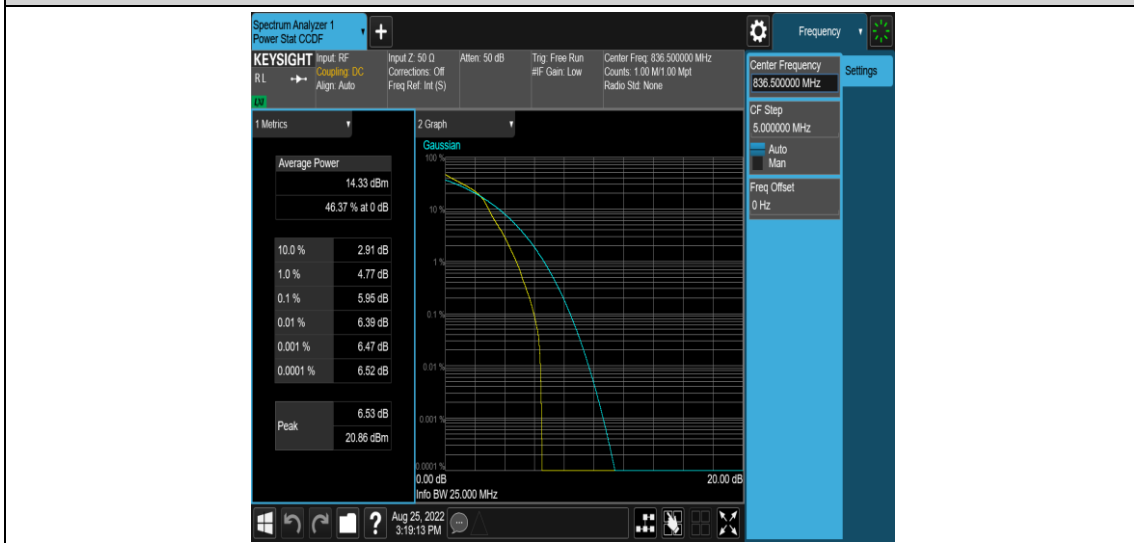 Spectrum Analyzer 1
Power Stat CCDF
+
Frequency
KEYSIGHT
RL
LXI
Input: RF
Coupling: DC
Align: Auto
Input Z: 50 Ω
Corrections: Off
Freq Ref: Int (S)
Atten: 50 dB
Trig: Free Run
#IF Gain: Low
Center Freq: 836.500000 MHz
Counts: 1.00 M/1.00 Mpt
Radio Std: None
Center Frequency
836.500000 MHz
Settings
CF Step
5.000000 MHz
Auto
Man
Freq Offset
0 Hz
1 Metrics
Average Power
14.33 dBm
46.37 % at 0 dB
10.0 % 2.91 dB
1.0 % 4.77 dB
0.1 % 5.95 dB
0.01 % 6.39 dB
0.001 % 6.47 dB
0.0001 % 6.52 dB
Peak
6.53 dB
20.86 dBm
2 Graph
Gaussian
100 %
10 %
1 %
0.1 %
0.01 %
0.001 %
0.0001 %
0.00 dB 20.00 dB
Info BW 25.000 MHz
?
Aug 25, 2022
3:19:13 PM